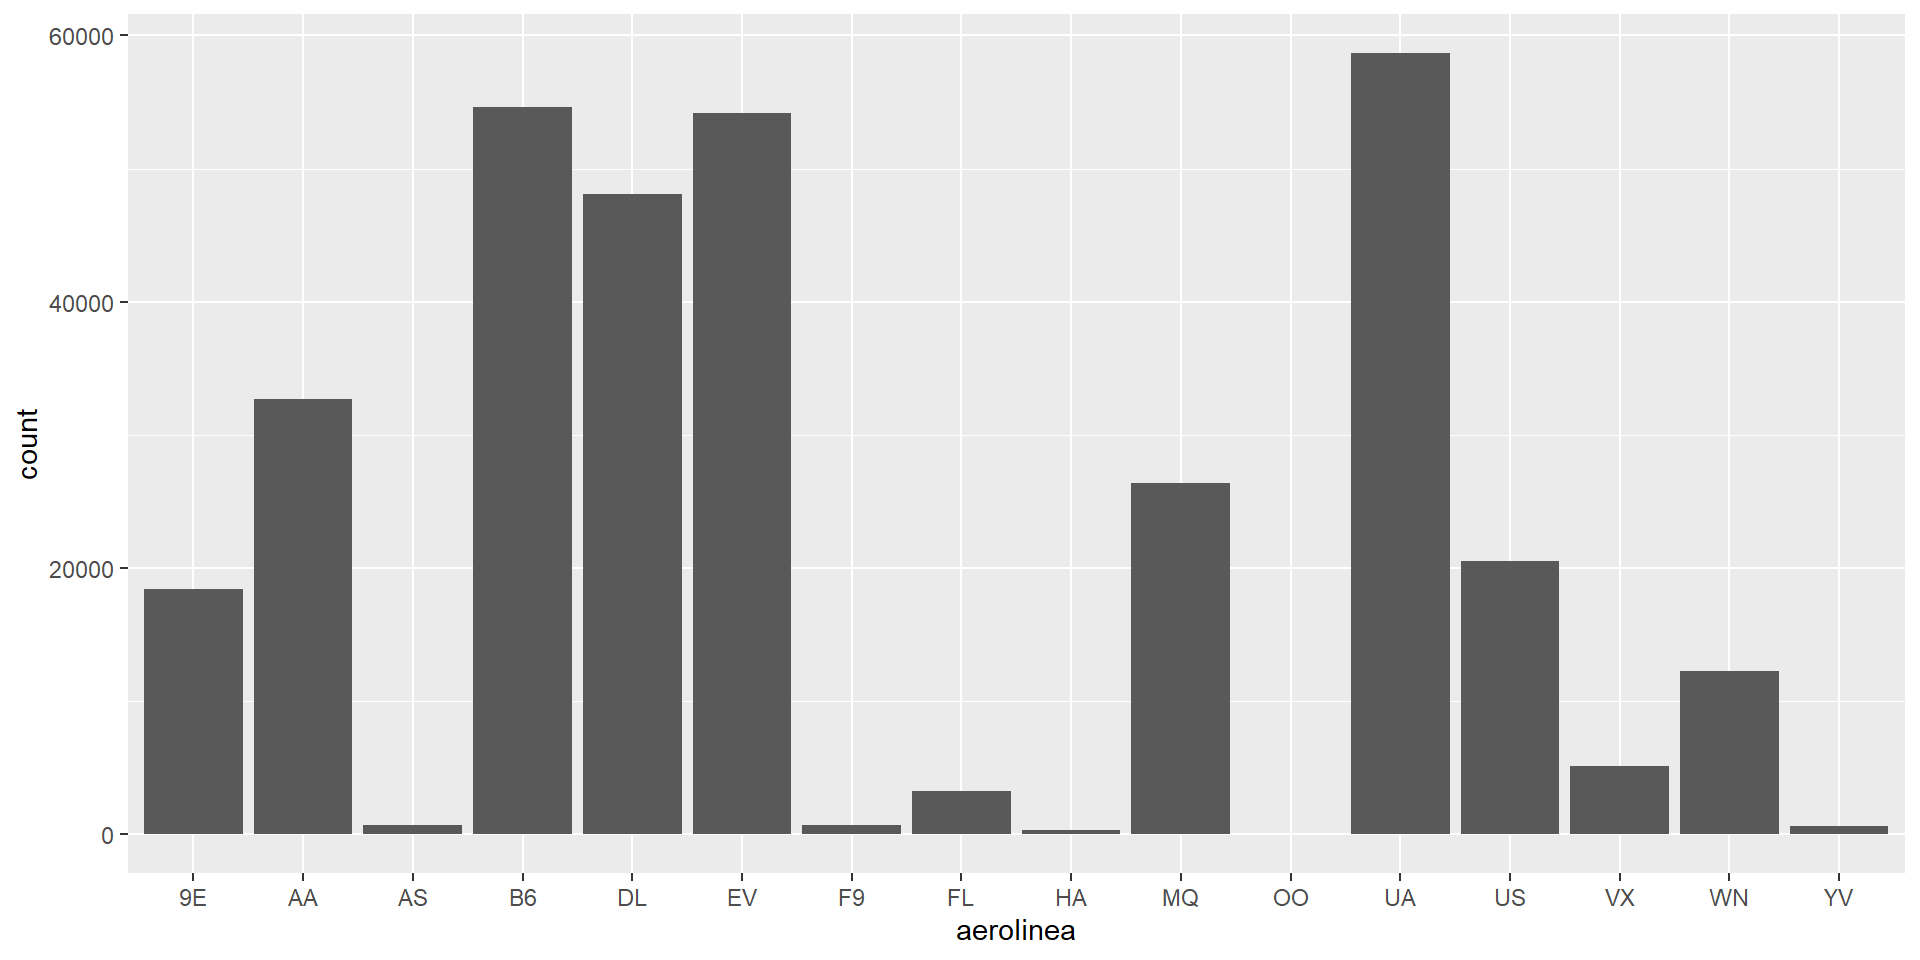 60000
40000
20000
0
count
9E AA AS B6 DL EV F9 FL HA MQ OO UA US VX WN YV
aerolinea